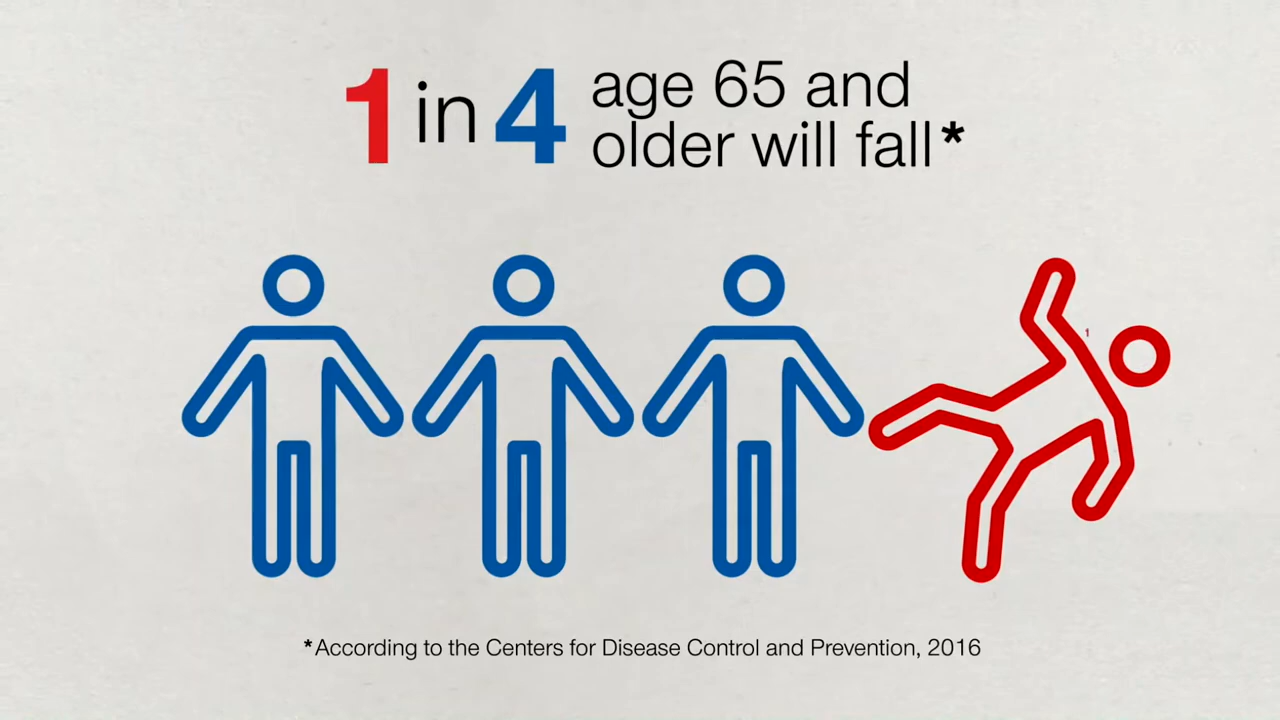 1 in 4 age 65 and
older will fall*
1
*According to the Centers for Disease Control and Prevention, 2016